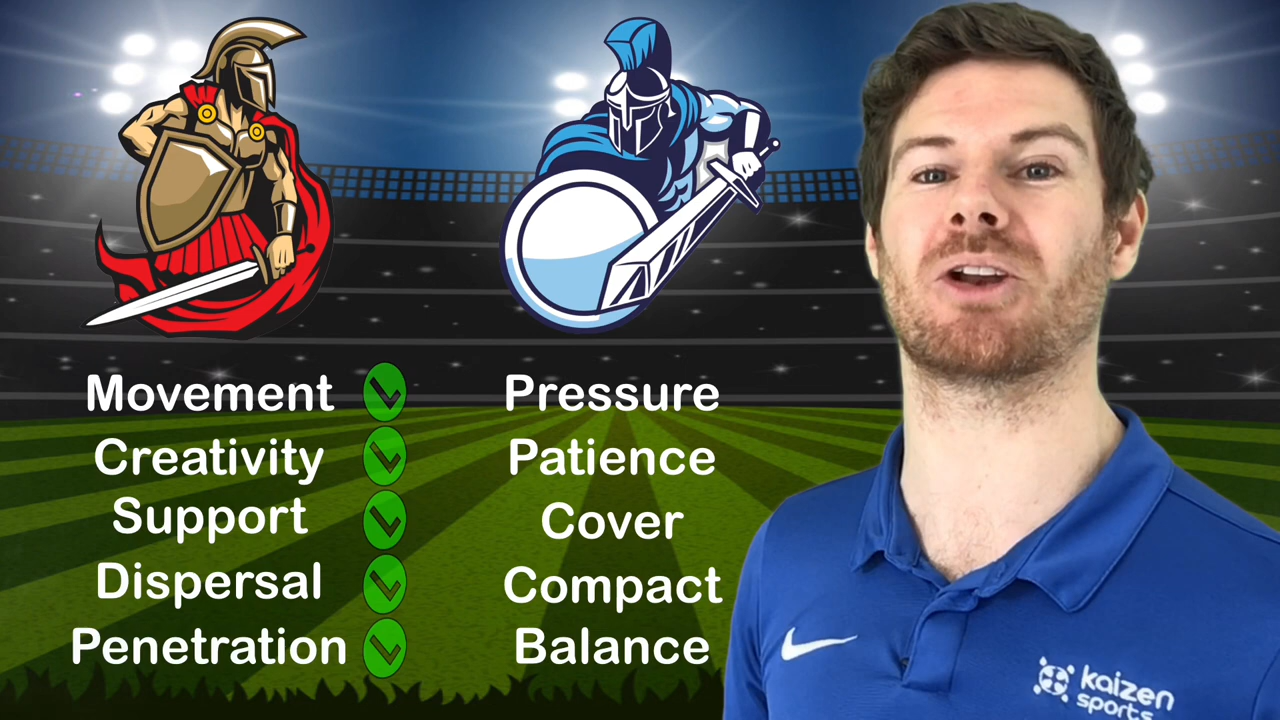 Movement
Creativity
Support
Dispersal
Penetration
Pressure
Patience
Cover
Compact
Balance
kaizen
sports